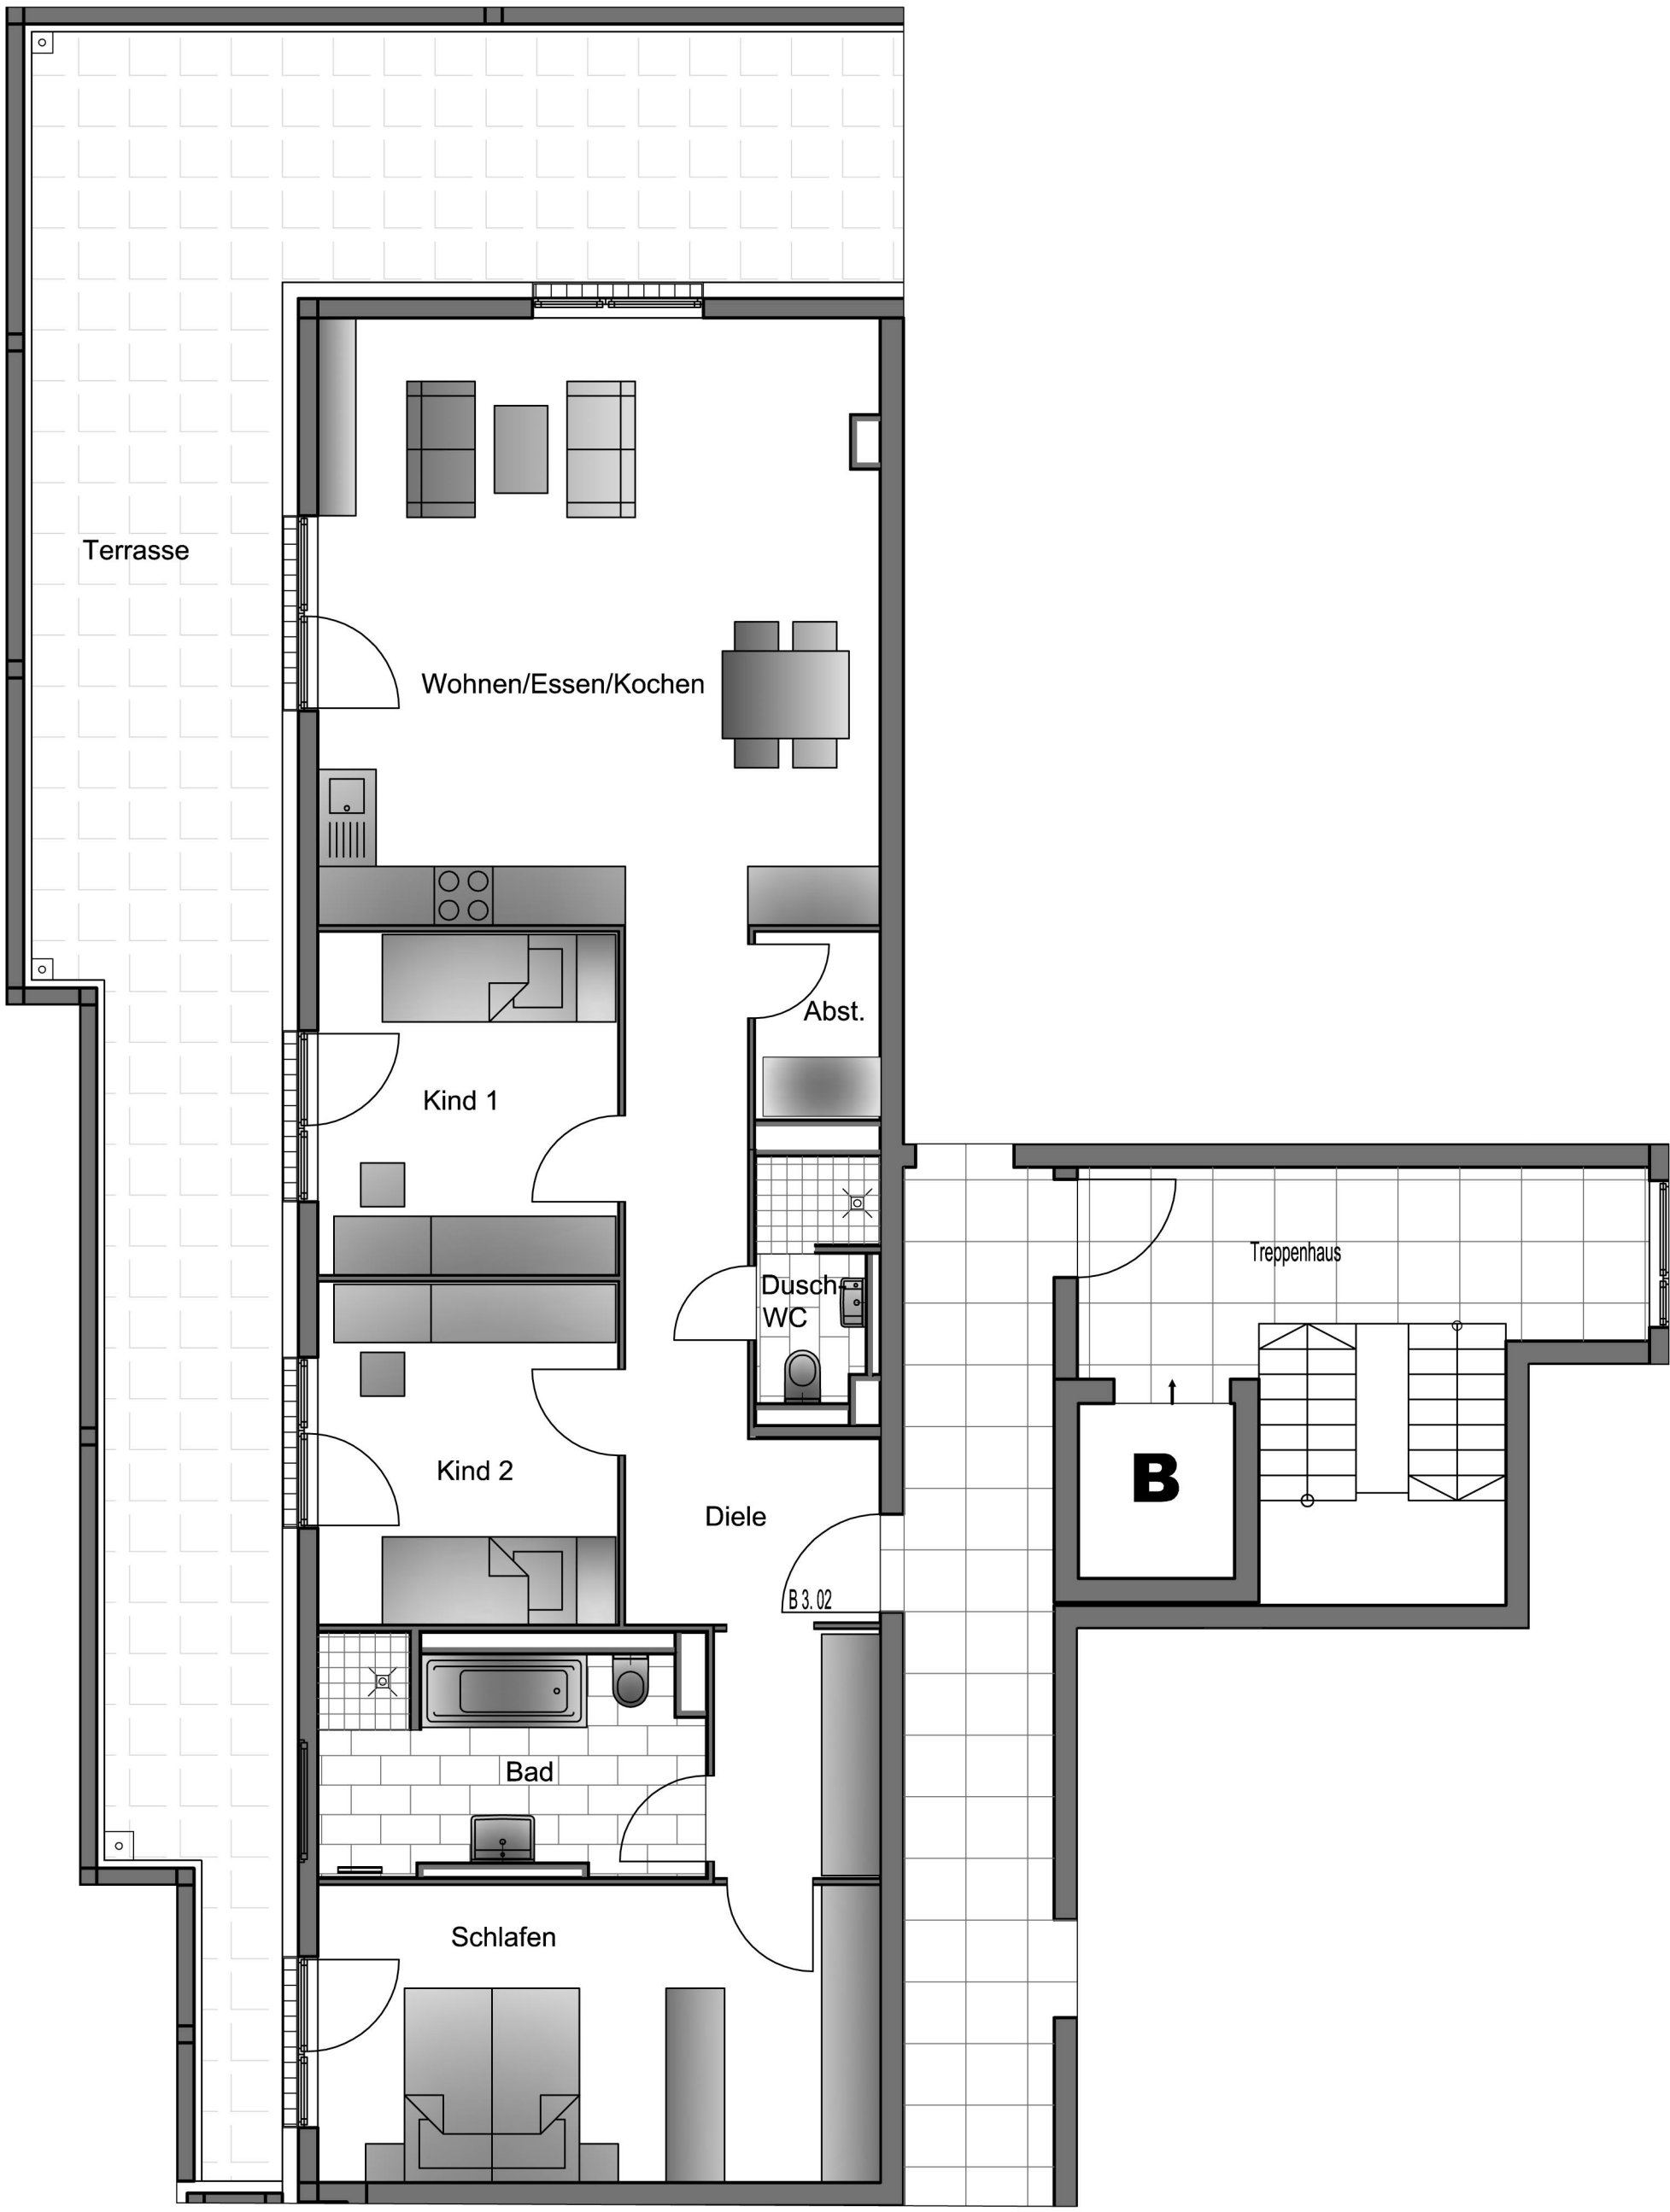 Terrasse
Wohnen/Essen/Kochen
Abst.
Kind 1
Treppenhaus
Dusch-
WC
Kind 2
B
Diele
B 3. 02
Bad
Schlafen